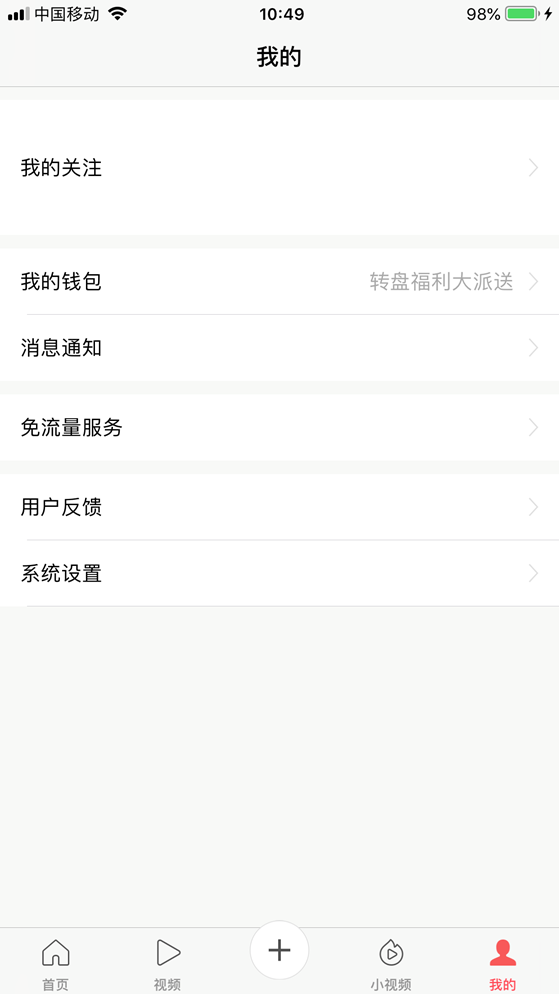 中国移动 10:49 98%
我的
我的关注
我的钱包 转盘福利大派送
消息通知
免流量服务
用户反馈
系统设置
首页 视频 小视频 我的